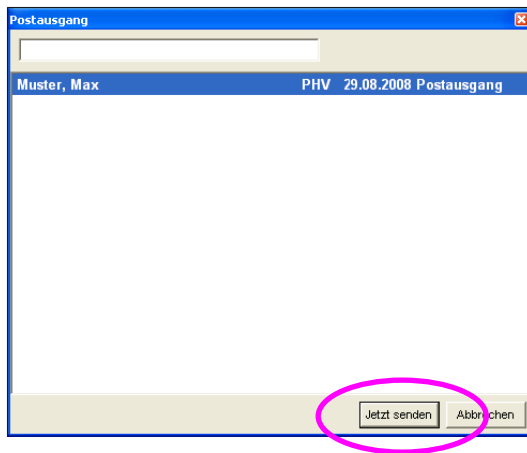 Postausgang
Muster, Max PHV 29.08.2008 Postausgang
Jetzt senden Abbrechen